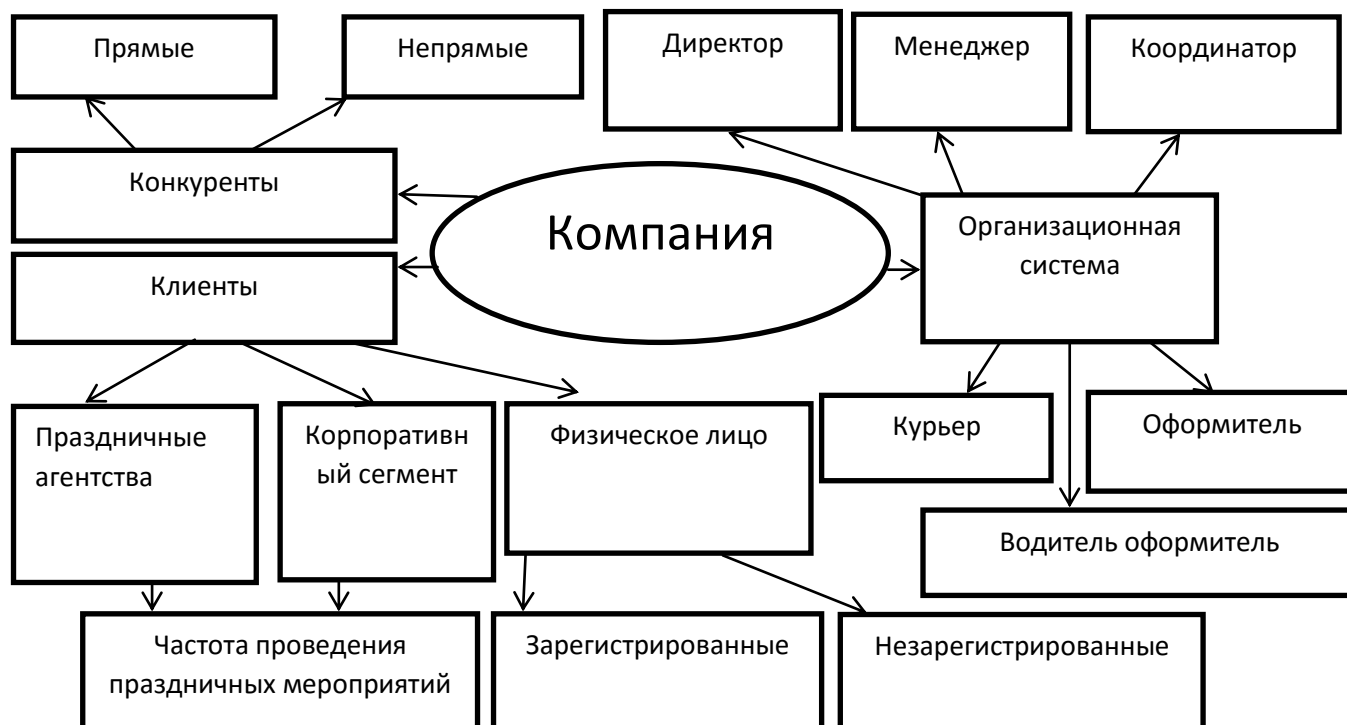 Прямые
Непрямые
Директор
Менеджер
Координатор
Конкуренты
Компания
Организационная
система
Клиенты
Праздничные
агентства
Корпоративн
ый сегмент
Физическое лицо
Курьер
Оформитель
Водитель оформитель
Частота проведения
праздничных мероприятий
Зарегистрированные
Незарегистрированные